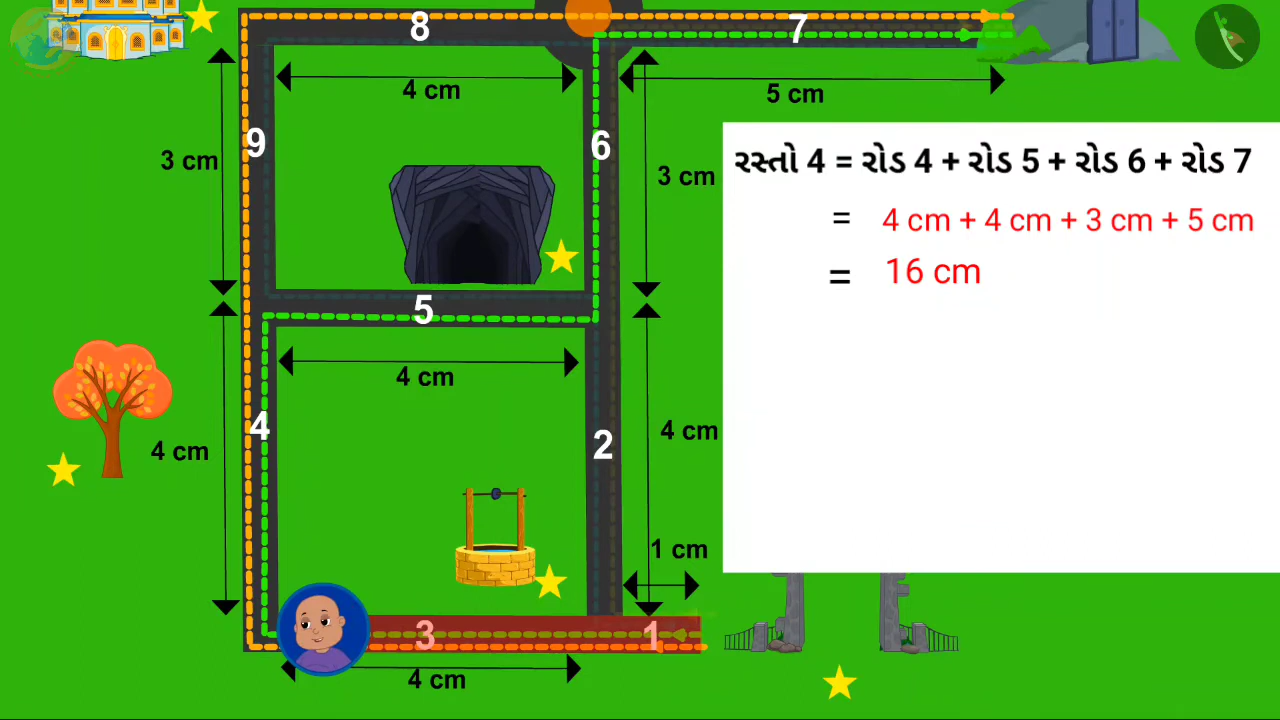 8
7
4 cm
5 cm
9
6
3 cm
3 cm
રસ્તો 4 = રોડ 4 + રોડ 5 + રોડ 6 + રોડ 7
= 4 cm + 4 cm + 3 cm + 5 cm
= 16 cm
5
4 cm
4
2
4 cm
4 cm
1 cm
3
1
4 cm